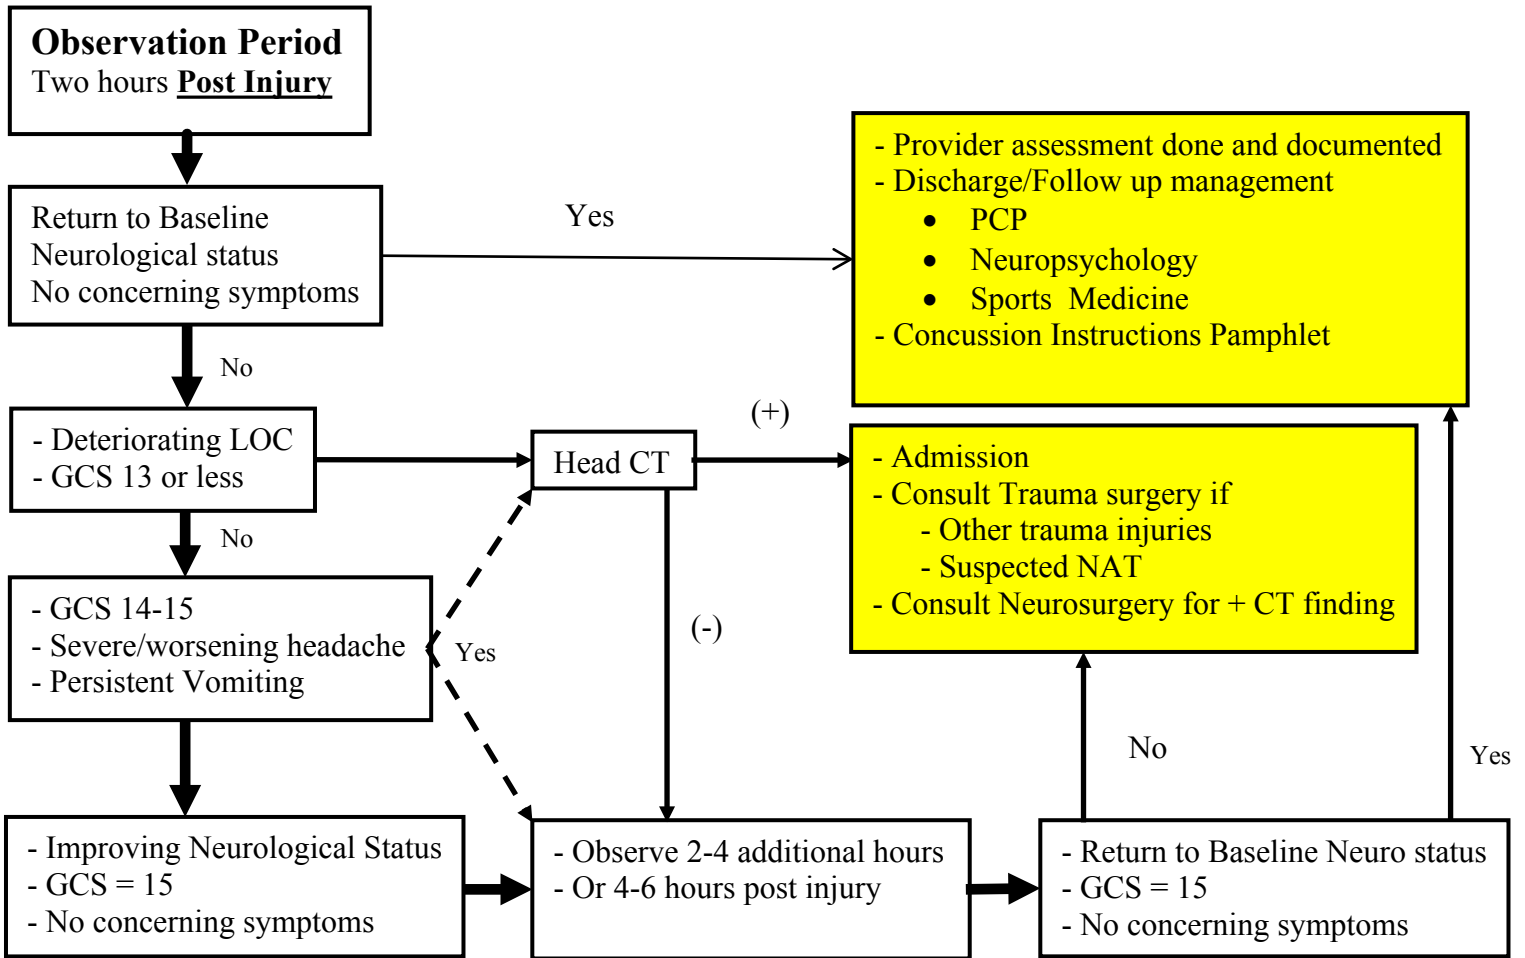 Observation Period
Two hours Post Injury
Return to Baseline
Neurological status
No concerning symptoms
Yes
- Provider assessment done and documented
- Discharge/Follow up management
• PCP
• Neuropsychology
• Sports Medicine
- Concussion Instructions Pamphlet
No
- Deteriorating LOC
- GCS 13 or less
Head CT
(+)
- Admission
- Consult Trauma surgery if
- Other trauma injuries
- Suspected NAT
- Consult Neurosurgery for + CT finding
No
- GCS 14-15
- Severe/worsening headache
- Persistent Vomiting
Yes
(-)
No
Yes
- Improving Neurological Status
- GCS = 15
- No concerning symptoms
- Observe 2-4 additional hours
- Or 4-6 hours post injury
- Return to Baseline Neuro status
- GCS = 15
- No concerning symptoms